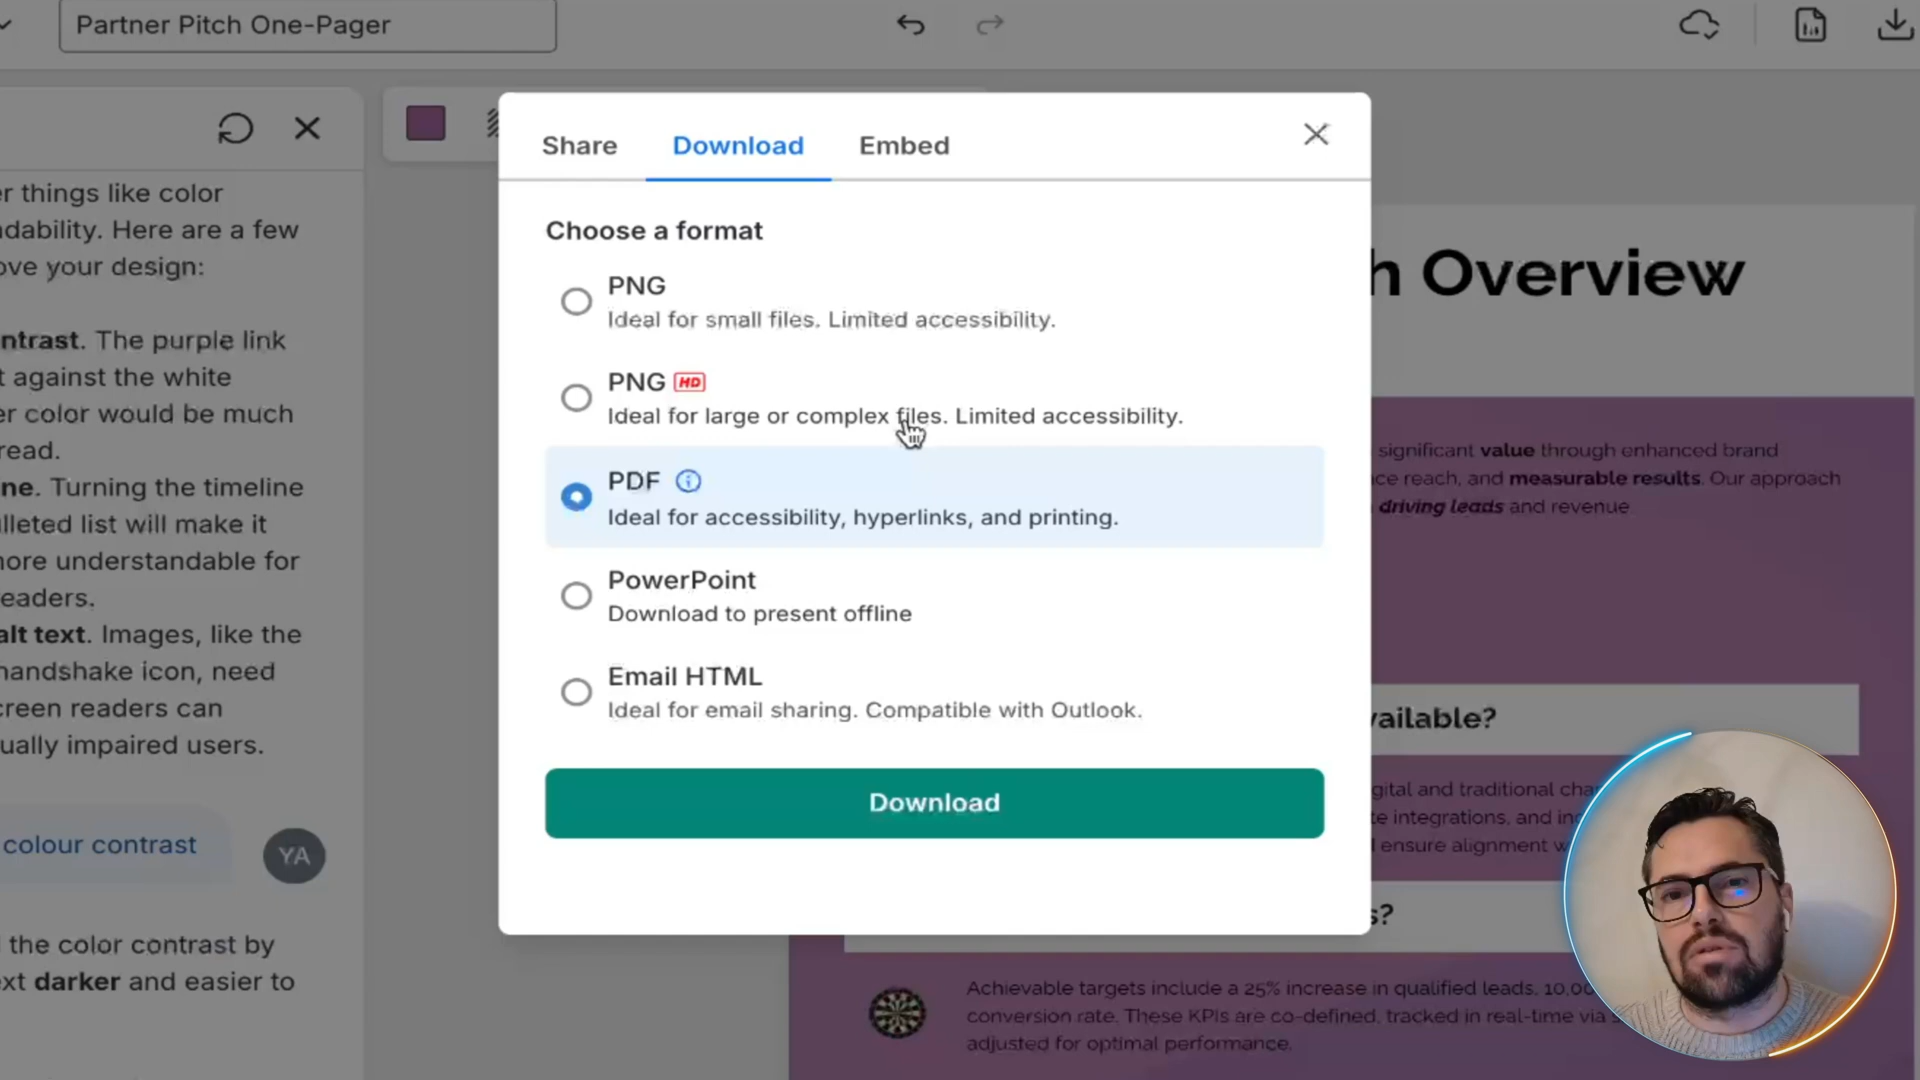 Partner Pitch One-Pager
er things like color
dability. Here are a few
ove your design:
ntrast. The purple link
t against the white
er color would be much
read.
ne. Turning the timeline
lleted list will make it
more understandable for
eaders.
alt text. Images, like the
handshake icon, need
creen readers can
ually impaired users.
colour contrast
YA
the color contrast by
xt darker and easier to
Share
Download
Embed
Choose a format
PNG
Ideal for small files. Limited accessibility.
PNG HD
Ideal for large or complex files. Limited accessibility.
PDF
Ideal for accessibility, hyperlinks, and printing.
PowerPoint
Download to present offline
Email HTML
Ideal for email sharing. Compatible with Outlook.
Download
h Overview
significant value through enhanced brand
ce reach, and measurable results. Our approach
driving leads and revenue
vailable?
gital and traditional cha
te integrations, and in
l ensure alignment w
s?
Achievable targets include a 25% increase in qualified leads, 10,00
conversion rate. These KPIs are co-defined, tracked in real-time via
adjusted for optimal performance.